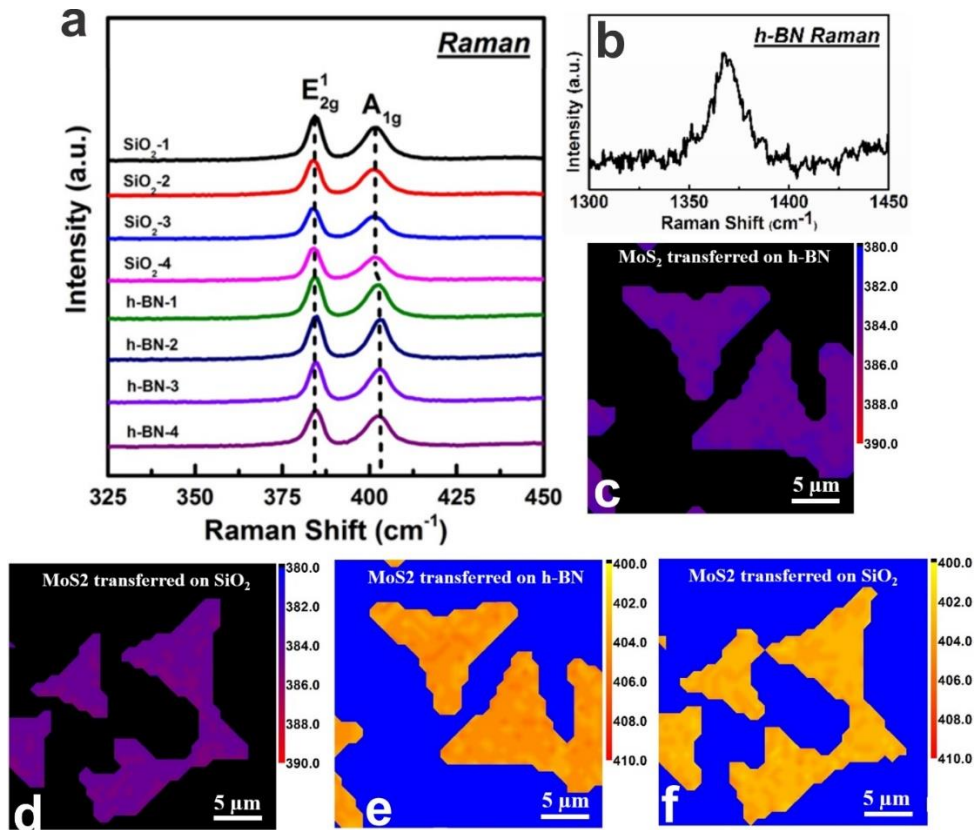 a
Raman
E¹₂g
A₁g
SiO₂-1
SiO₂-2
SiO₂-3
SiO₂-4
h-BN-1
h-BN-2
h-BN-3
h-BN-4
Intensity (a.u.)
325 350 375 400 425 450
Raman Shift (cm⁻¹)
b
h-BN Raman
Intensity (a.u.)
1300 1350 1400 1450
Raman Shift (cm⁻¹)
MoS₂ transferred on h-BN
380.0
382.0
384.0
386.0
388.0
390.0
c
5 µm
MoS2 transferred on SiO₂
380.0
382.0
384.0
386.0
388.0
390.0
d
5 µm
MoS2 transferred on h-BN
400.0
402.0
404.0
406.0
408.0
410.0
e
5 µm
MoS2 transferred on SiO₂
400.0
402.0
404.0
406.0
408.0
410.0
f
5 µm